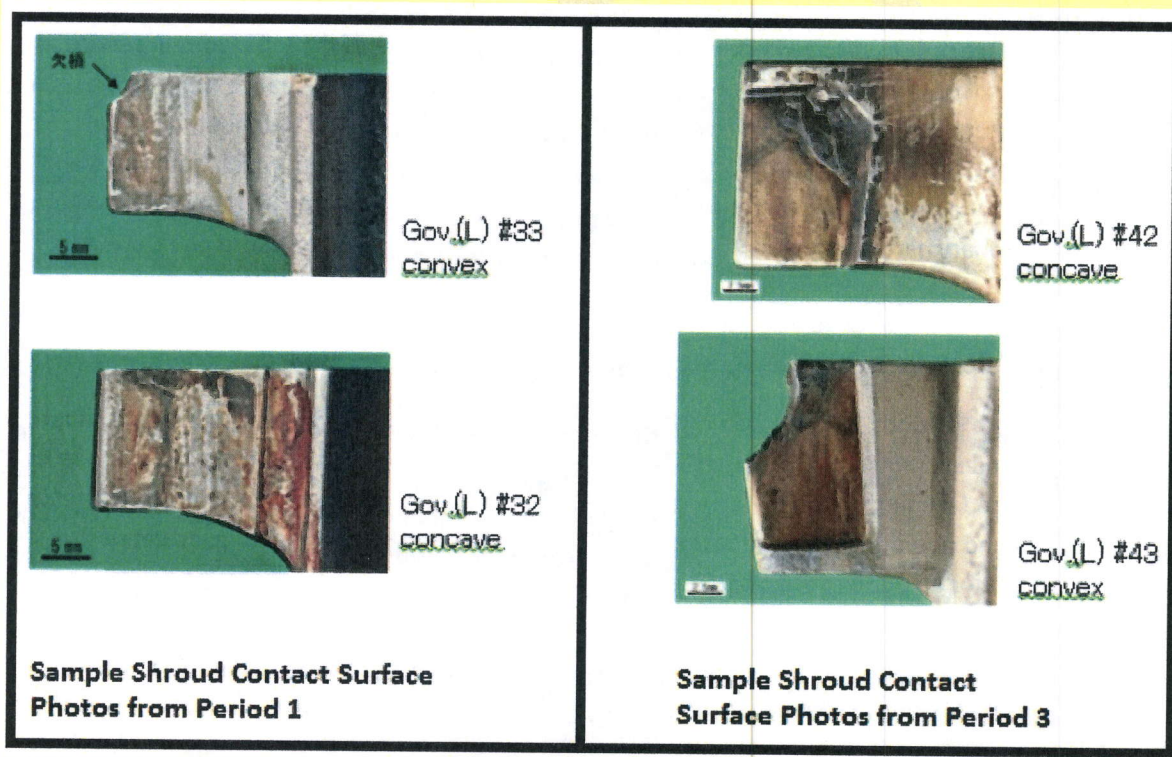 欠損
5 mm
Gov.(L) #33
convex
5 mm
Gov.(L) #32
concave
Sample Shroud Contact Surface
Photos from Period 1
Gov.(L) #42
concave
Gov.(L) #43
convex
Sample Shroud Contact
Surface Photos from Period 3